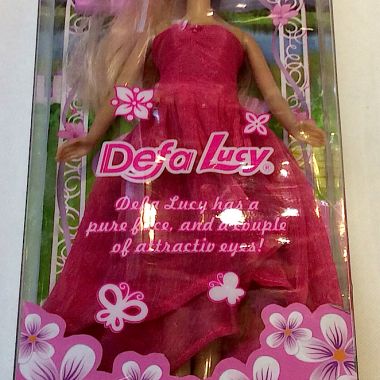 Defa Lucy®
Defa Lucy has a
pure face, and a couple
of attractiv eyes!